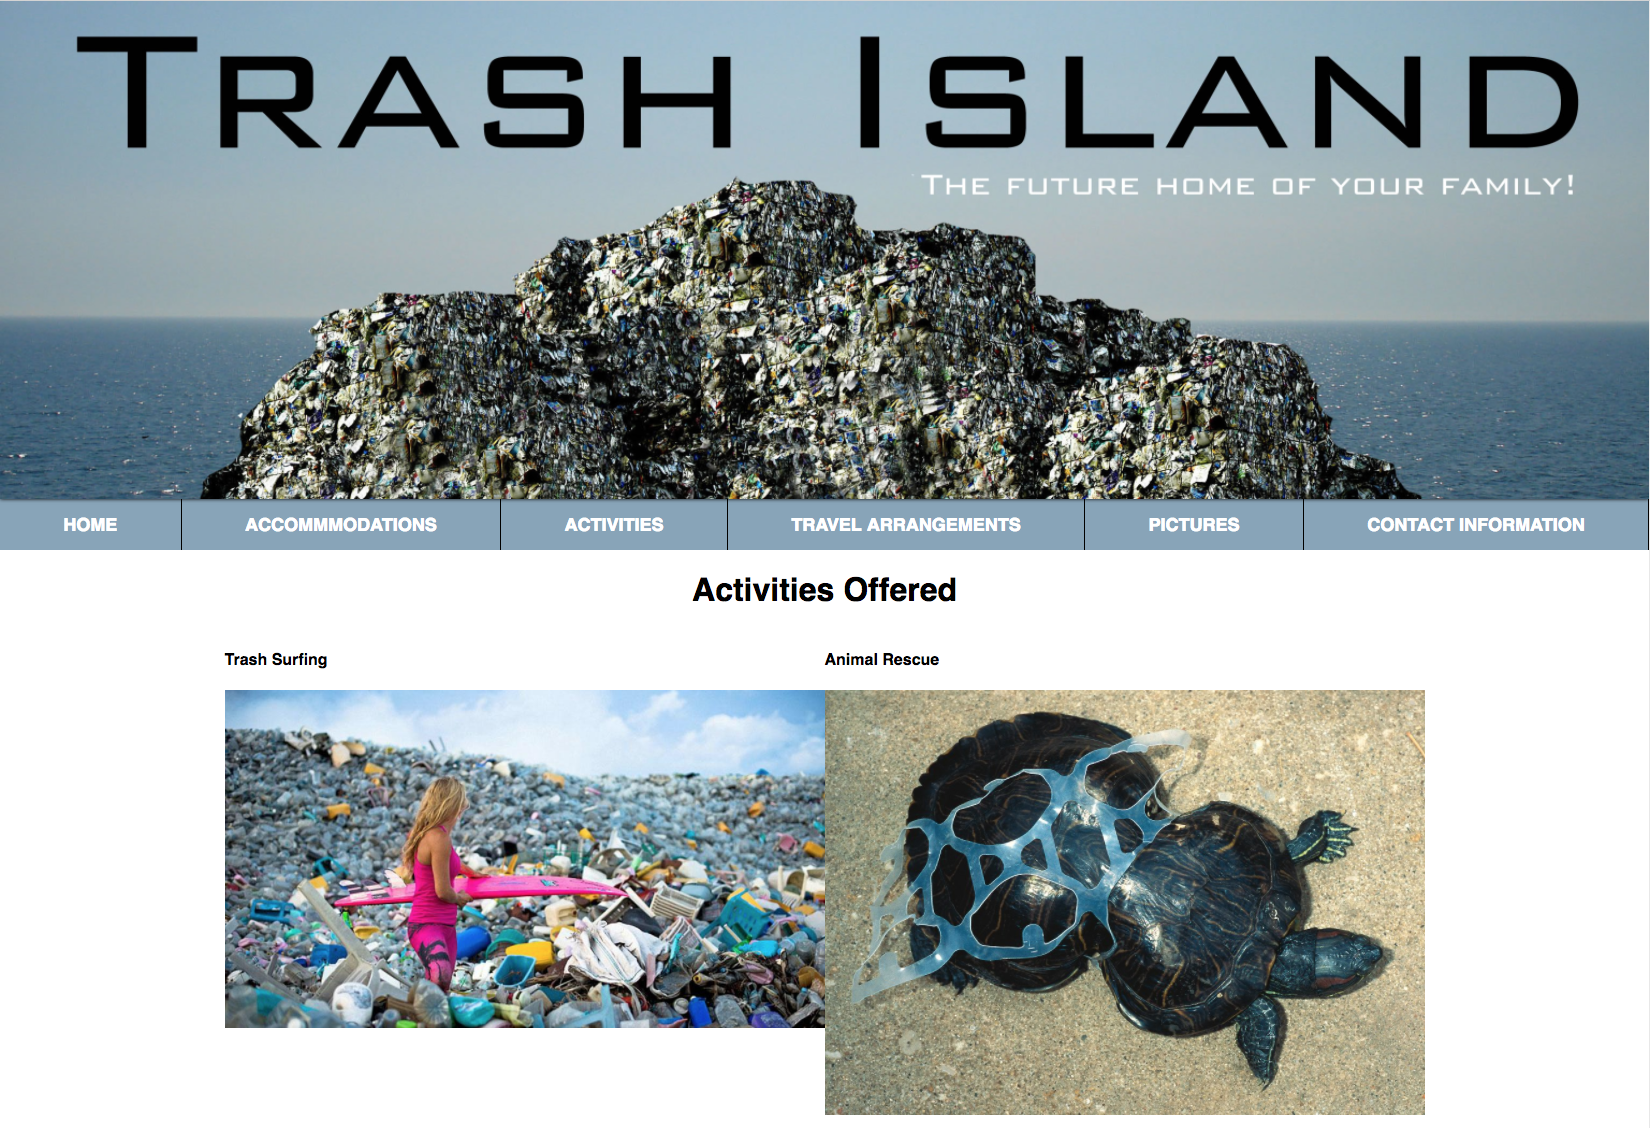 Trash Island
The future home of your family!
HOME ACCOMMMODATIONS ACTIVITIES TRAVEL ARRANGEMENTS PICTURES CONTACT INFORMATION
Activities Offered
Trash Surfing
Animal Rescue